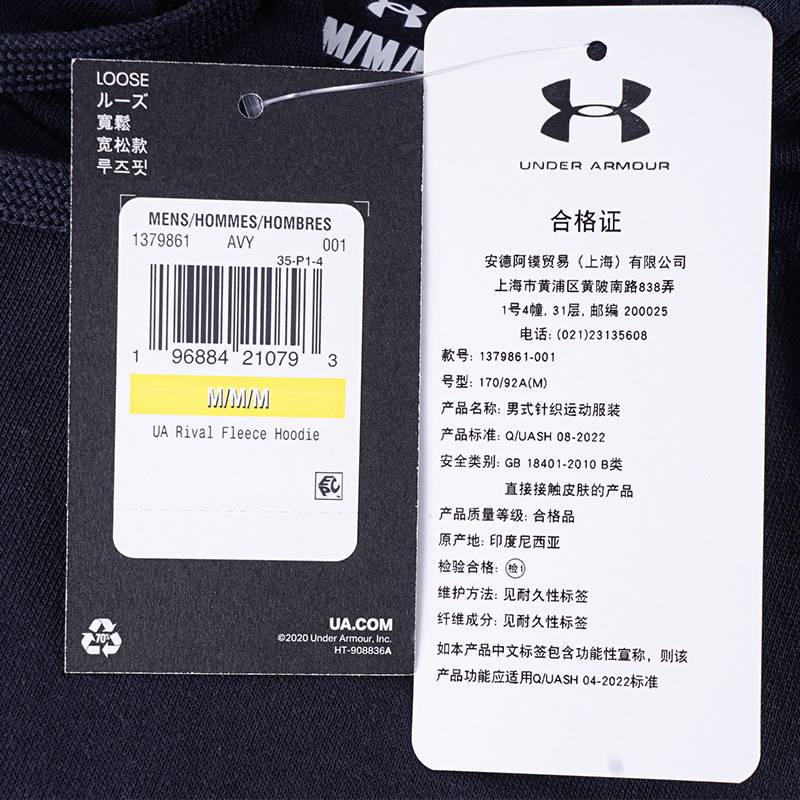 M/M/M
LOOSE
ルーズ
寬鬆
宽松款
루즈핏
MENS/HOMMES/HOMBRES
1379861 AVY 001
35-P1-4
1 96884 21079 3
M/M/M
UA Rival Fleece Hoodie
70%
UA.COM
©2020 Under Armour, Inc.
HT-908836A
UNDER ARMOUR
合格证
安德阿镆贸易（上海）有限公司
上海市黄浦区黄陂南路838弄
1号4幢, 31层, 邮编 200025
电话: (021)23135608
款号: 1379861-001
号型: 170/92A(M)
产品名称: 男式针织运动服装
产品标准: Q/UASH 08-2022
安全类别: GB 18401-2010 B类
直接接触皮肤的产品
产品质量等级: 合格品
原产地: 印度尼西亚
检验合格: 检1
维护方法: 见耐久性标签
纤维成分: 见耐久性标签
如本产品中文标签包含功能性宣称，则该
产品功能应适用Q/UASH 04-2022标准